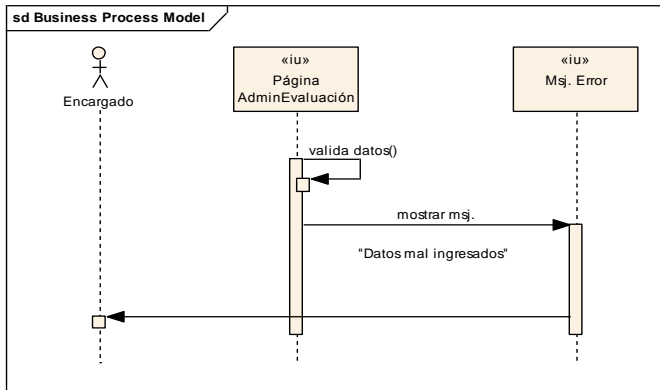 sd Business Process Model
Encargado
«iu»
Página
AdminEvaluación
«iu»
Msj. Error
valida datos()
mostrar msj.
"Datos mal ingresados"